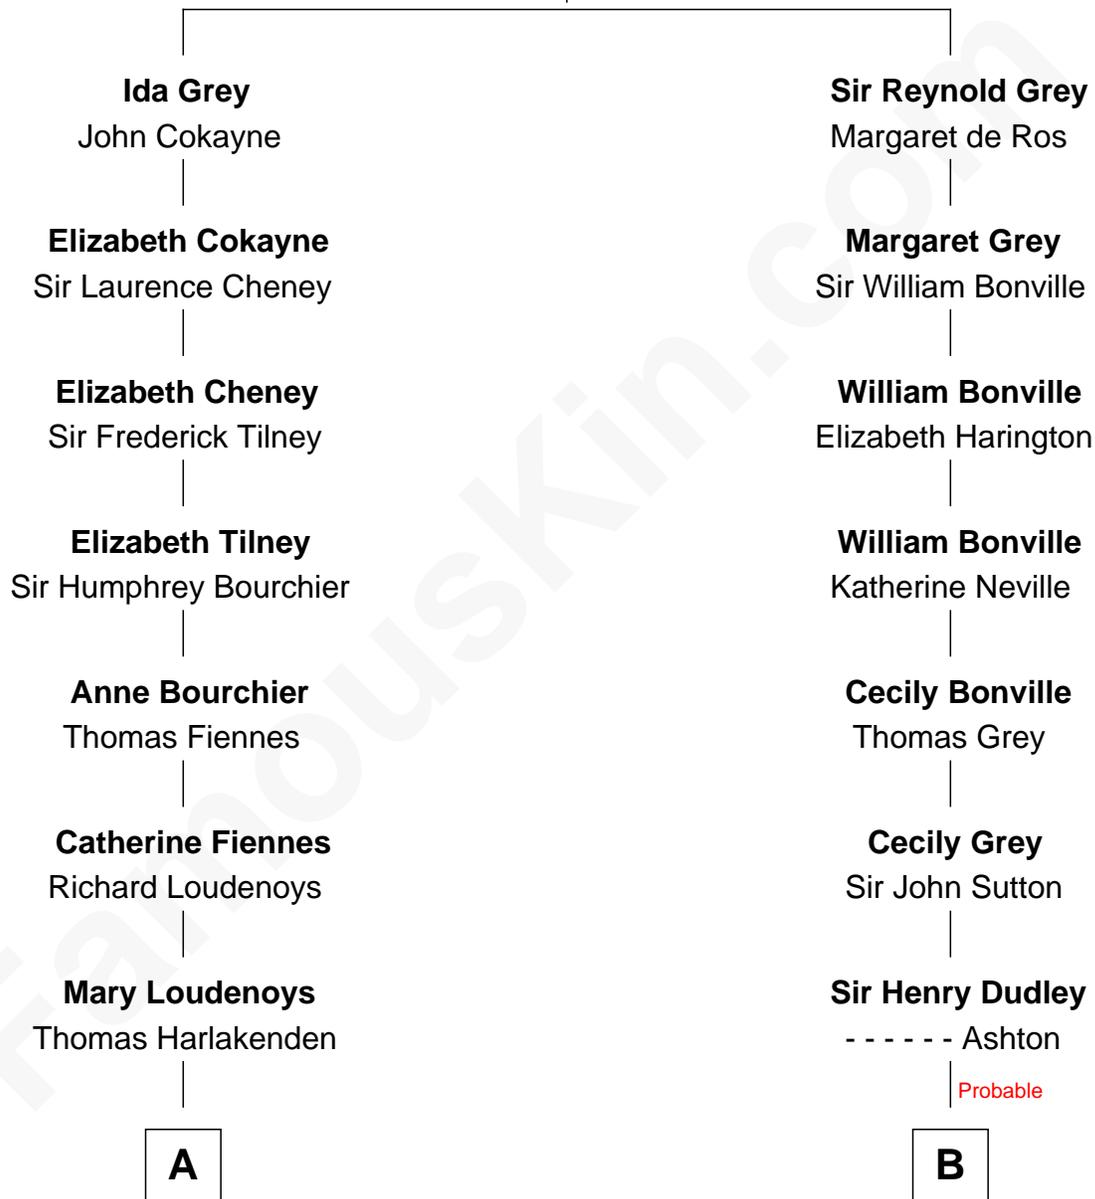 Ida Grey
John Cokayne
Sir Reynold Grey
Margaret de Ros
Elizabeth Cokayne
Sir Laurence Cheney
Margaret Grey
Sir William Bonville
Elizabeth Cheney
Sir Frederick Tilney
William Bonville
Elizabeth Harington
Elizabeth Tilney
Sir Humphrey Bourchier
William Bonville
Katherine Neville
Anne Bourchier
Thomas Fiennes
Cecily Bonville
Thomas Grey
Catherine Fiennes
Richard Loudenoys
Cecily Grey
Sir John Sutton
Mary Loudenoys
Thomas Harlakenden
Sir Henry Dudley
- - - - - - Ashton
Probable
A
B
FamousKin.com